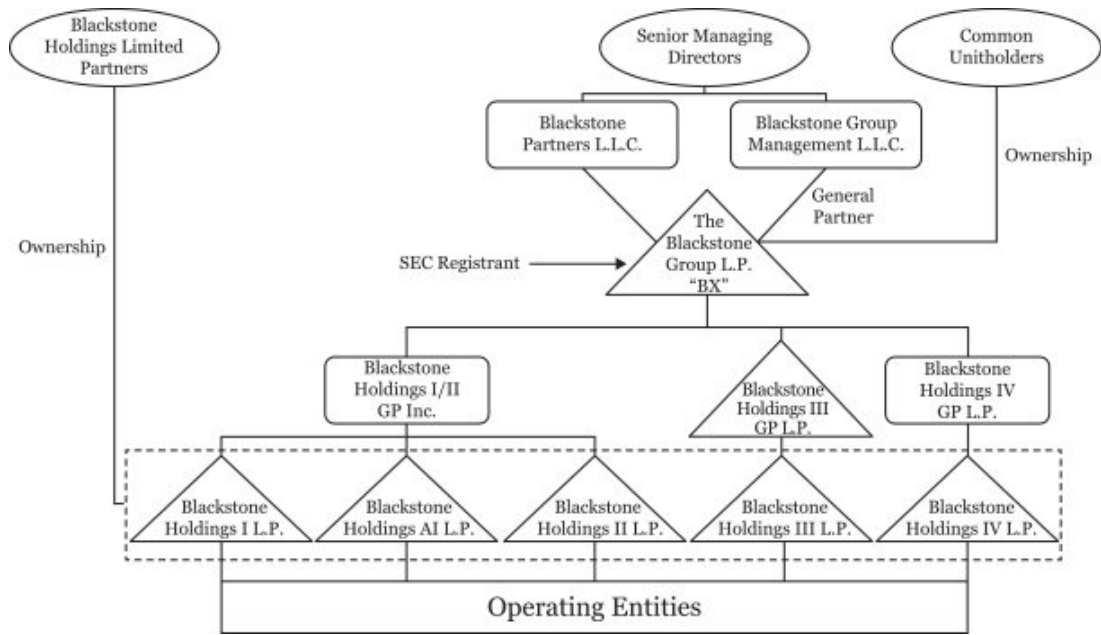 Blackstone
Holdings Limited
Partners
Senior Managing
Directors
Common
Unitholders
Blackstone
Partners L.L.C.
Blackstone Group
Management L.L.C.
Ownership
General
Partner
Ownership
SEC Registrant
The
Blackstone
Group L.P.
“BX”
Blackstone
Holdings I/II
GP Inc.
Blackstone
Holdings III
GP L.P.
Blackstone
Holdings IV
GP L.P.
Blackstone
Holdings I L.P.
Blackstone
Holdings AI L.P.
Blackstone
Holdings II L.P.
Blackstone
Holdings III L.P.
Blackstone
Holdings IV L.P.
Operating Entities